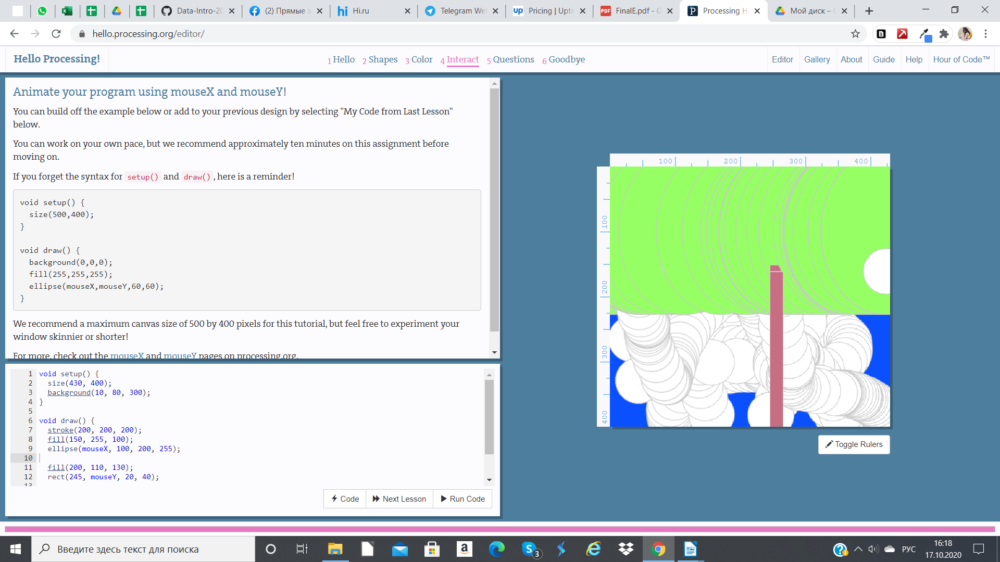 Data-Intro-20
(2) Прямые э
hi Hi.ru
Telegram We
up Pricing | Upti
PDF FinalE.pdf - G
Processing H
Мой диск – G
hello.processing.org/editor/
Hello Processing!
1 Hello 2 Shapes 3 Color 4 Interact 5 Questions 6 Goodbye
Editor Gallery About Guide Help Hour of Code™
Animate your program using mouseX and mouseY!
You can build off the example below or add to your previous design by selecting "My Code from Last Lesson"
below.
You can work on your own pace, but we recommend approximately ten minutes on this assignment before
moving on.
If you forget the syntax for setup() and draw() , here is a reminder!
void setup() {
size(500,400);
}
void draw() {
background(0,0,0);
fill(255,255,255);
ellipse(mouseX,mouseY,60,60);
}
We recommend a maximum canvas size of 500 by 400 pixels for this tutorial, but feel free to experiment your
window skinnier or shorter!
For more, check out the mouseX and mouseY pages on processing.org.
1 void setup() {
2 size(430, 400);
3 background(10, 80, 300);
4 }
5
6 void draw() {
7 stroke(200, 200, 200);
8 fill(150, 255, 100);
9 ellipse(mouseX, 100, 200, 255);
10
11 fill(200, 110, 130);
12 rect(245, mouseY, 20, 40);
13
Code Next Lesson Run Code
100 200 300 400
100
200
300
400
Toggle Rulers
Введите здесь текст для поиска
3
РУС
16:18
17.10.2020